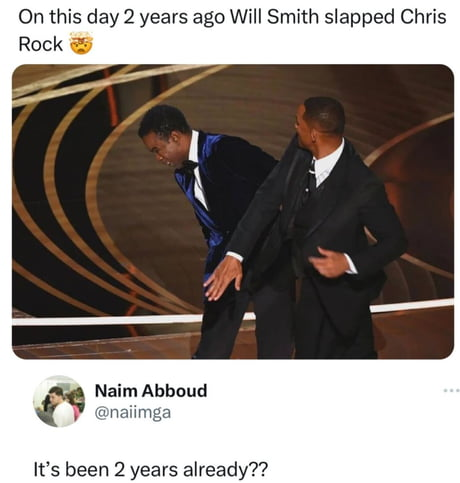 On this day 2 years ago Will Smith slapped Chris
Rock 🤯
Naim Abboud
@naiimga
It's been 2 years already??